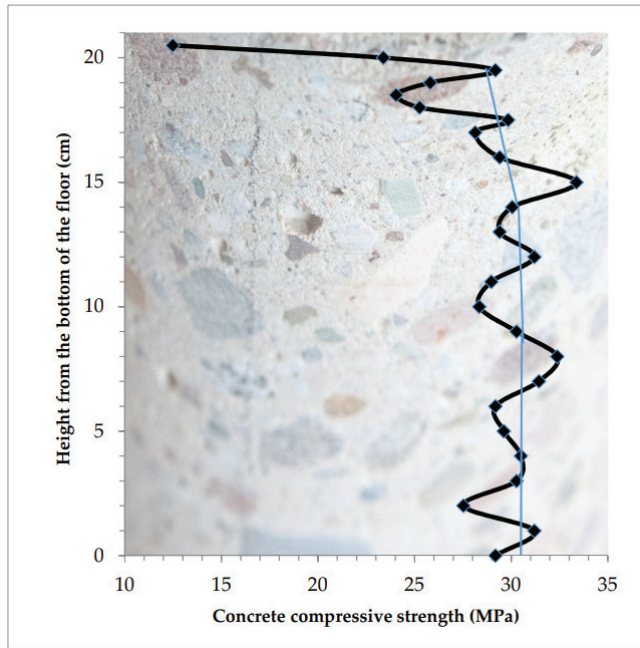 20
15
10
5
0
Height from the bottom of the floor (cm)
10 15 20 25 30 35
Concrete compressive strength (MPa)